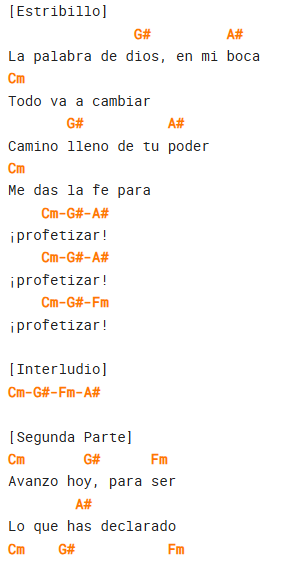 [Estribillo]
G# A#
La palabra de dios, en mi boca
Cm
Todo va a cambiar
G# A#
Camino lleno de tu poder
Cm
Me das la fe para
Cm-G#-A#
¡profetizar!
Cm-G#-A#
¡profetizar!
Cm-G#-Fm
¡profetizar!
[Interludio]
Cm-G#-Fm-A#
[Segunda Parte]
Cm G# Fm
Avanzo hoy, para ser
A#
Lo que has declarado
Cm G# Fm